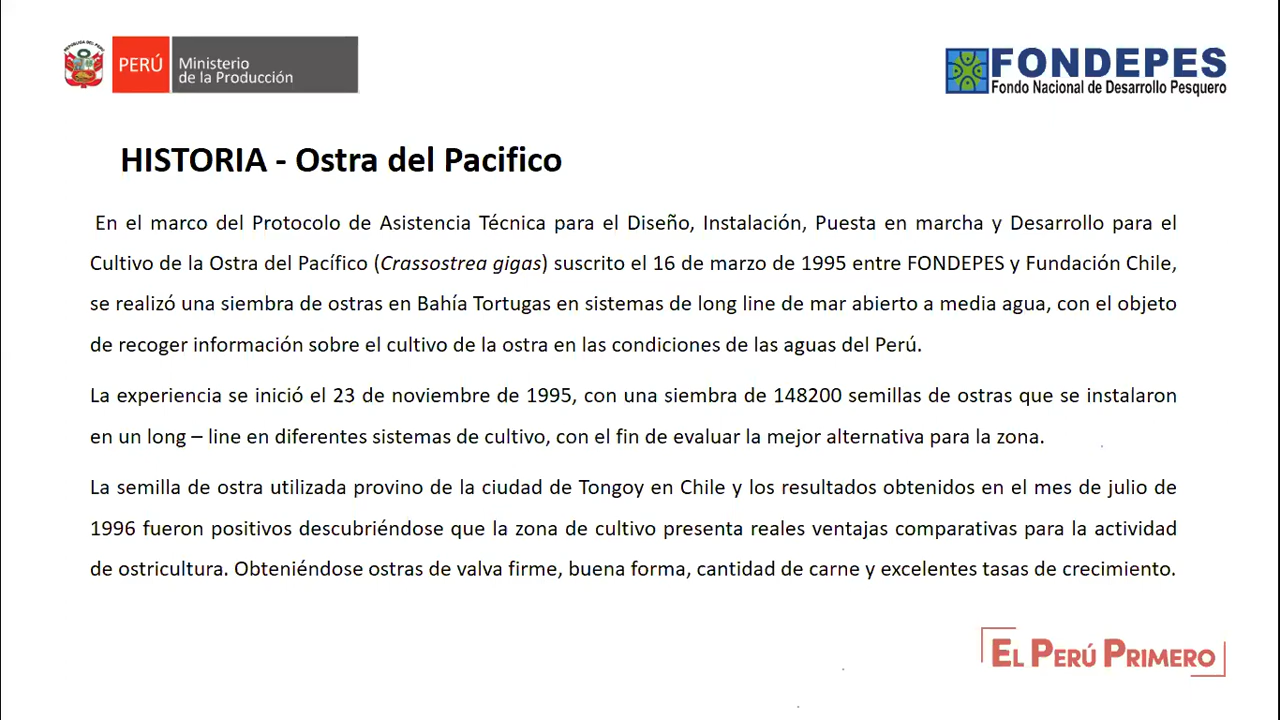 REPÚBLICA DEL PERÚ
PERÚ
Ministerio
de la Producción
FONDEPES
Fondo Nacional de Desarrollo Pesquero
HISTORIA - Ostra del Pacifico
En el marco del Protocolo de Asistencia Técnica para el Diseño, Instalación, Puesta en marcha y Desarrollo para el
Cultivo de la Ostra del Pacífico (Crassostrea gigas) suscrito el 16 de marzo de 1995 entre FONDEPES y Fundación Chile,
se realizó una siembra de ostras en Bahía Tortugas en sistemas de long line de mar abierto a media agua, con el objeto
de recoger información sobre el cultivo de la ostra en las condiciones de las aguas del Perú.
La experiencia se inició el 23 de noviembre de 1995, con una siembra de 148200 semillas de ostras que se instalaron
en un long – line en diferentes sistemas de cultivo, con el fin de evaluar la mejor alternativa para la zona.
La semilla de ostra utilizada provino de la ciudad de Tongoy en Chile y los resultados obtenidos en el mes de julio de
1996 fueron positivos descubriéndose que la zona de cultivo presenta reales ventajas comparativas para la actividad
de ostricultura. Obteniéndose ostras de valva firme, buena forma, cantidad de carne y excelentes tasas de crecimiento.
EL PERÚ PRIMERO